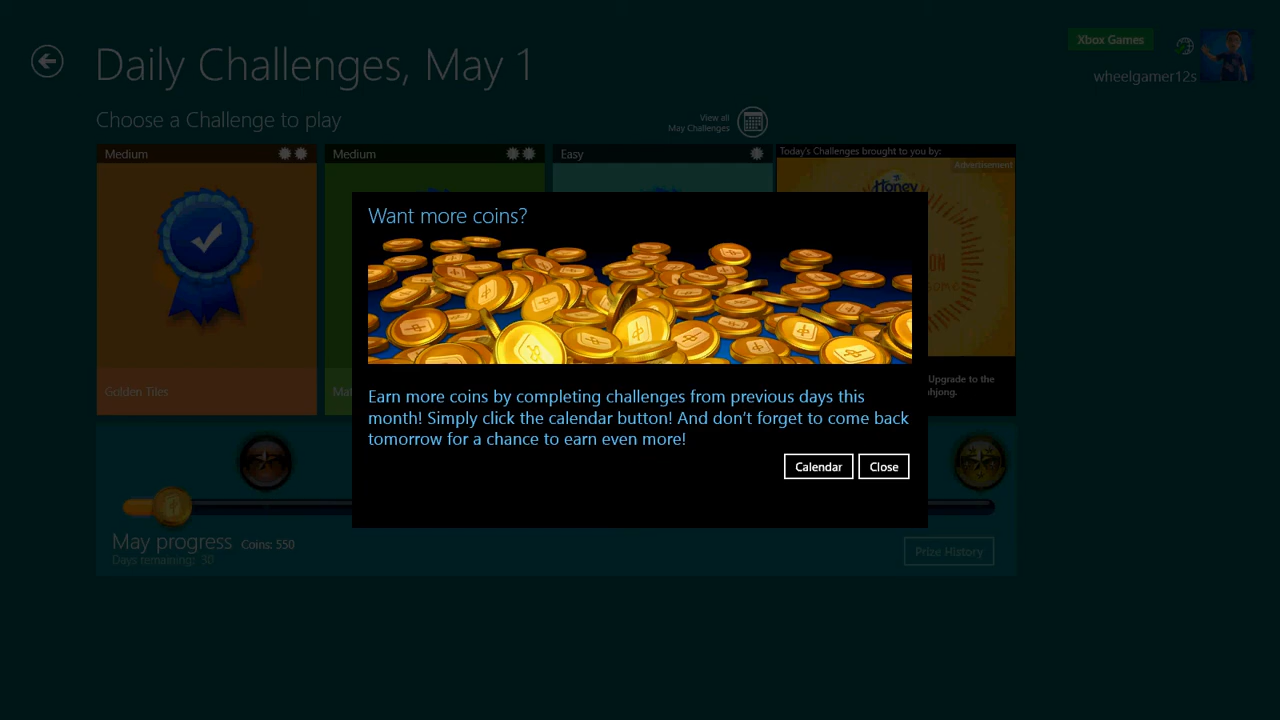 Daily Challenges, May 1
Xbox Games
wheelgamer12s
Choose a Challenge to play
View all
May Challenges
Medium
Medium
Easy
Today's Challenges brought to you by:
Advertisement
Honey
Want more coins?
Earn more coins by completing challenges from previous days this
month! Simply click the calendar button! And don't forget to come back
tomorrow for a chance to earn even more!
Calendar
Close
Golden Tiles
Upgrade to the
May progress
Coins: 550
Days remaining: 30
Prize History